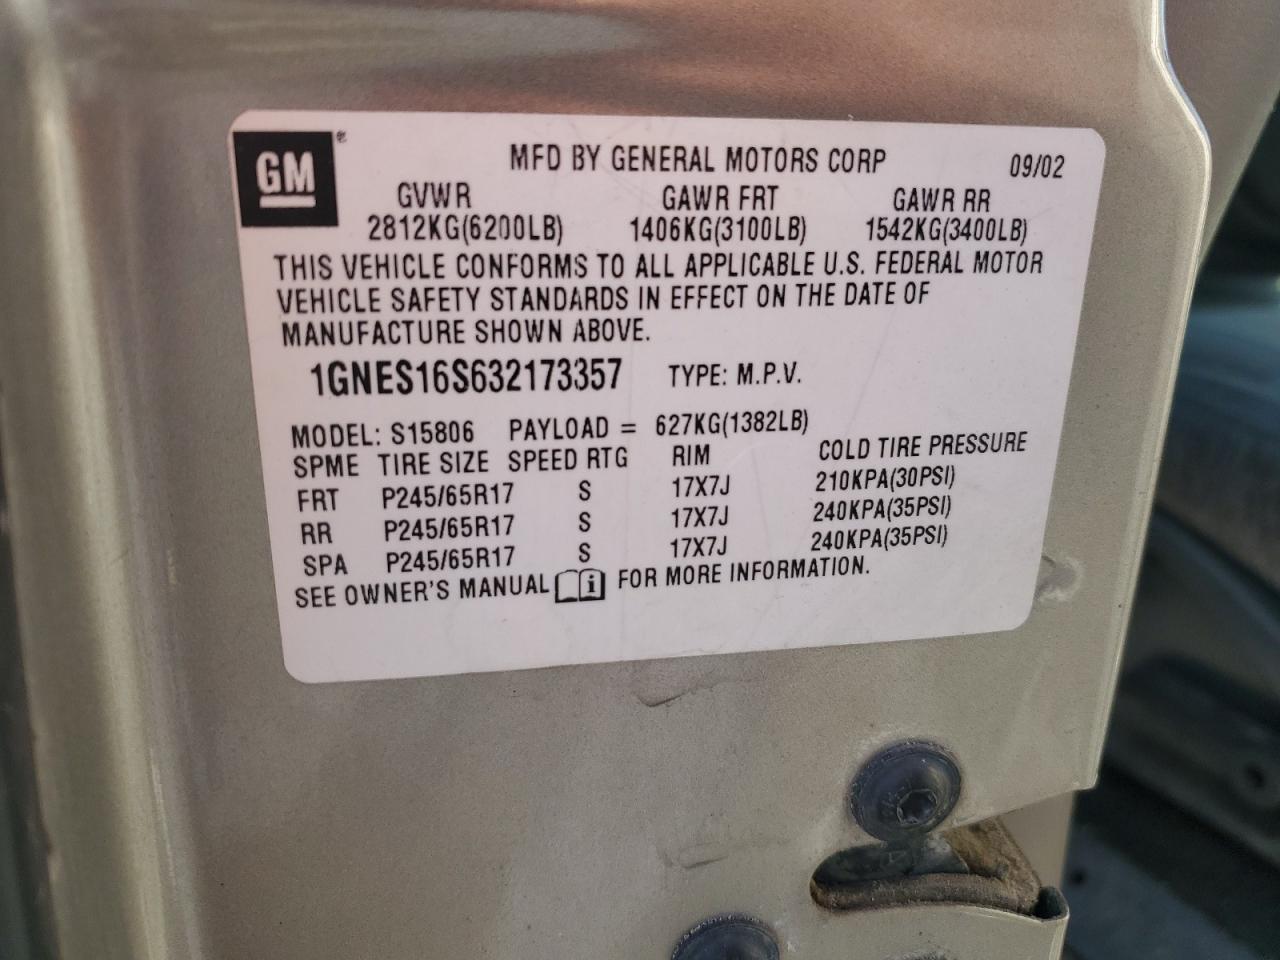 GM®
MFD BY GENERAL MOTORS CORP 09/02
GVWR GAWR FRT GAWR RR
2812KG(6200LB) 1406KG(3100LB) 1542KG(3400LB)
THIS VEHICLE CONFORMS TO ALL APPLICABLE U.S. FEDERAL MOTOR
VEHICLE SAFETY STANDARDS IN EFFECT ON THE DATE OF
MANUFACTURE SHOWN ABOVE.
1GNES16S632173357 TYPE: M.P.V.
MODEL: S15806 PAYLOAD = 627KG(1382LB)
SPME TIRE SIZE SPEED RTG RIM COLD TIRE PRESSURE
FRT P245/65R17 S 17X7J 210KPA(30PSI)
RR P245/65R17 S 17X7J 240KPA(35PSI)
SPA P245/65R17 S 17X7J 240KPA(35PSI)
SEE OWNER'S MANUAL i FOR MORE INFORMATION.